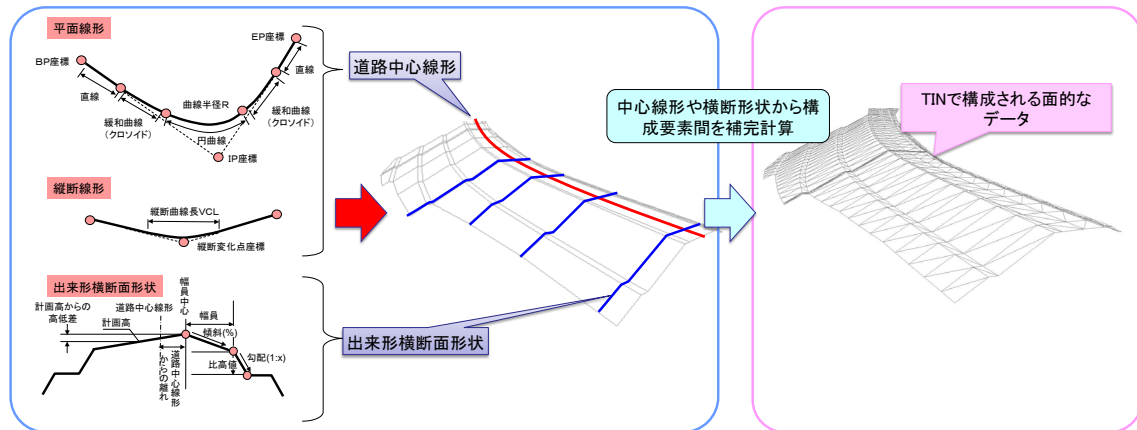 平面線形
EP座標
BP座標
直線
直線
曲線半径R
緩和曲線
(クロソイド)
緩和曲線
(クロソイド)
円曲線
IP座標
縦断線形
縦断曲線長VCL
縦断変化点座標
出来形横断面形状
幅員中心
計画高からの
高低差
道路中心線形
幅員
計画高
傾斜(%)
勾配(1:x)
比高値
道路中心線形
からの離れ
道路中心線形
出来形横断面形状
中心線形や横断形状から構
成要素間を補完計算
TINで構成される面的な
データ